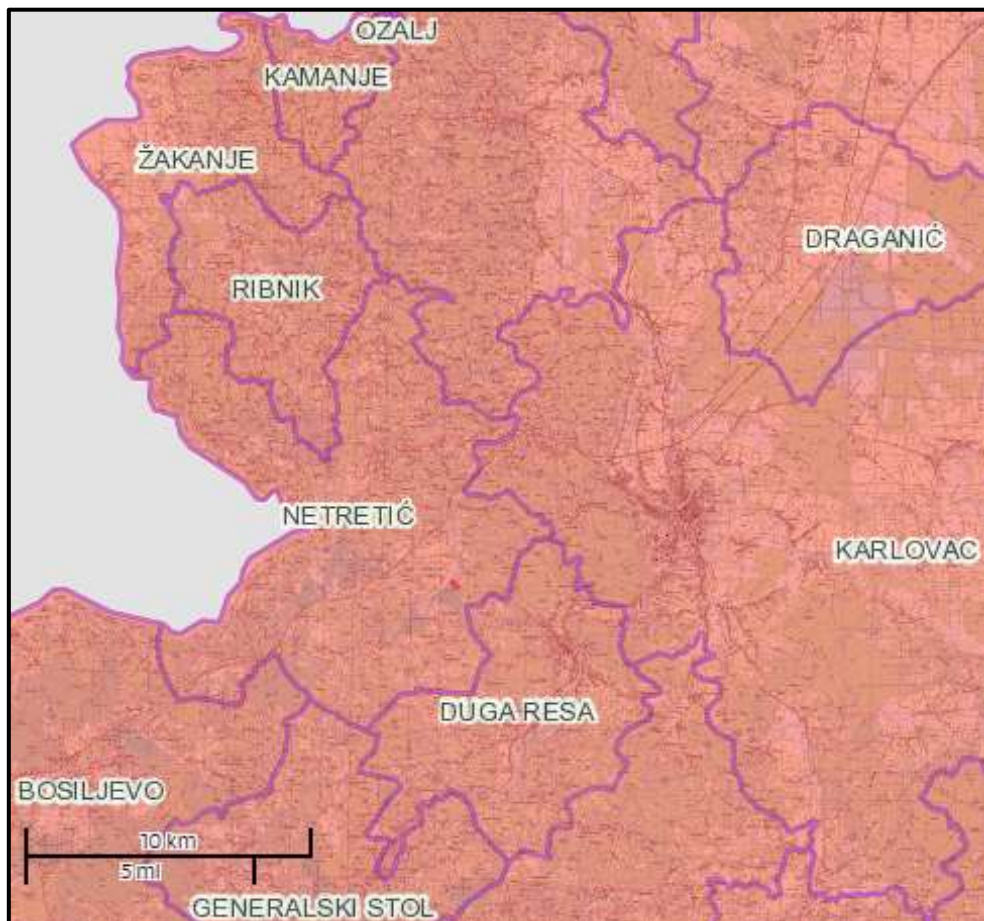 OZALJ
KAMANJE
ŽAKANJE
DRAGANIĆ
RIBNIK
NETRETIĆ
KARLOVAC
DUGA RESA
BOSILJEVO
10 km
5 mi
GENERALSKI STOL